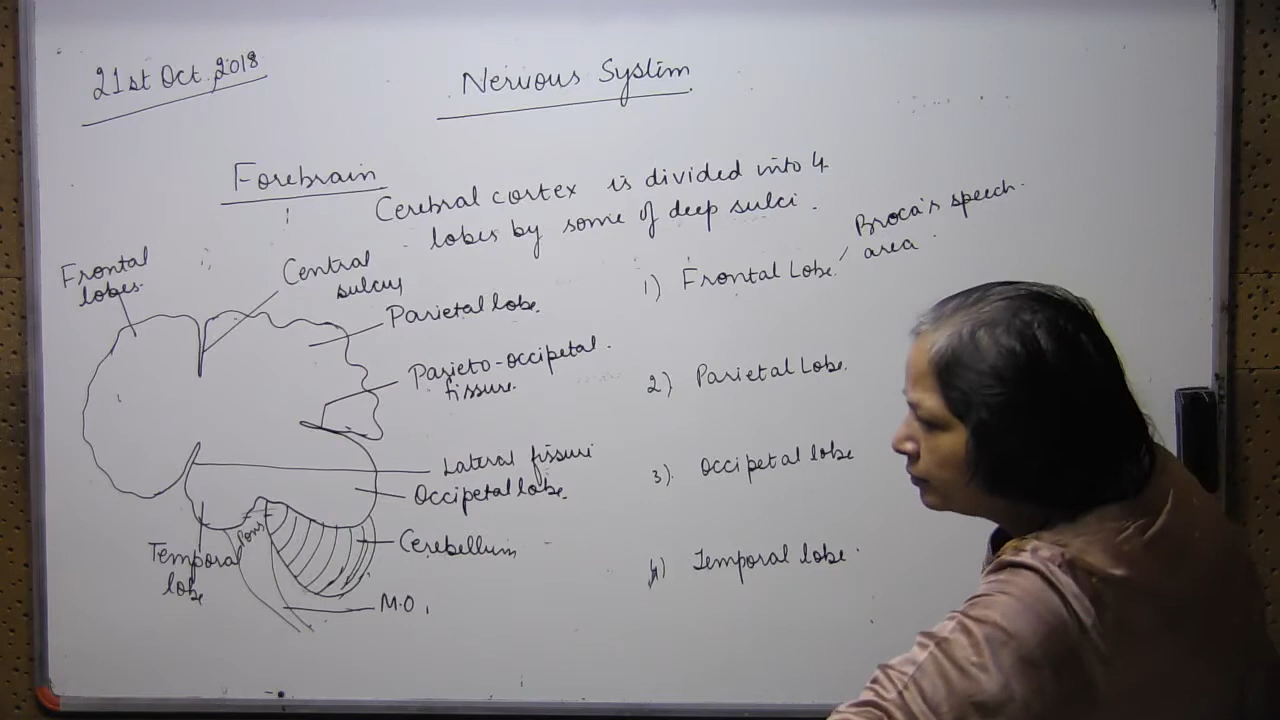 21st Oct. 2018
Nervous System
Forebrain
Cerebral cortex is divided into 4
lobes by some of deep sulci.
Frontal
lobes.
Central
sulcus
Parietal lobe.
Parieto-occipetal.
fissure.
Lateral fissure
Occipetal lobe.
Cerebellum
Pons
Temporal
lobe
M.O.
1) Frontal Lobe.
Broca's speech.
area.
2) Parietal Lobe.
3). Occipetal lobe
4) Temporal lobe.